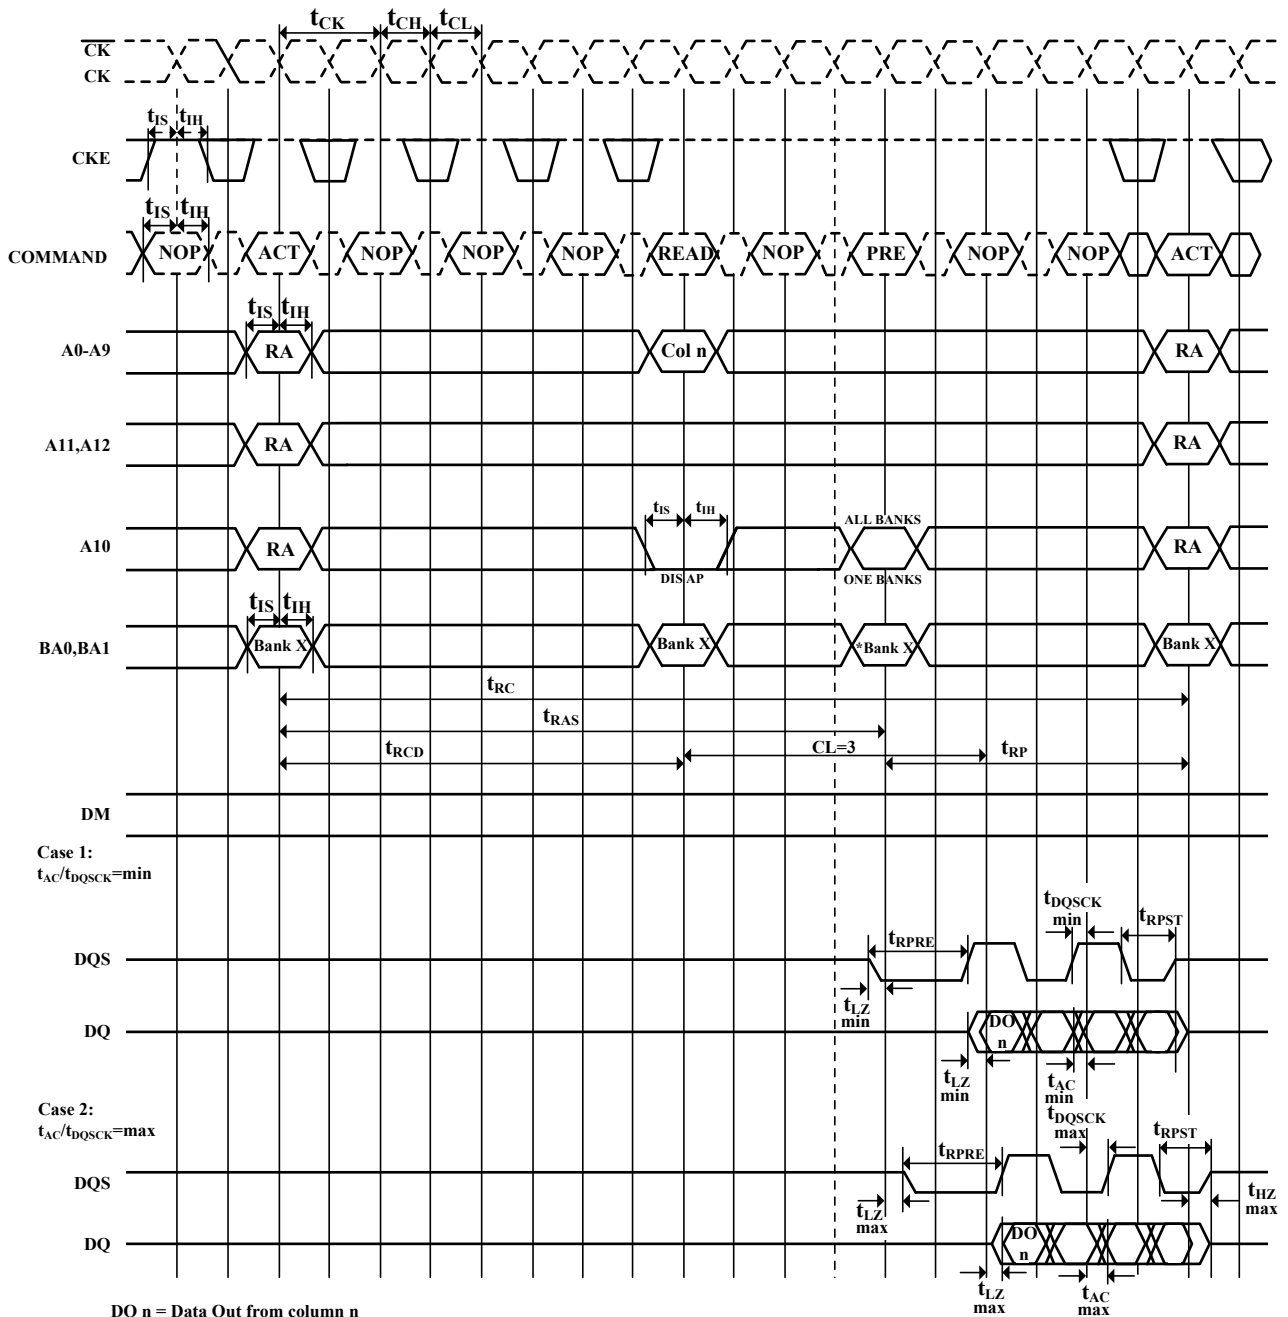 tCK tCH tCL
CK
CK
tIS tIH
CKE
tIS tIH
COMMAND NOP ACT NOP NOP NOP READ NOP PRE NOP NOP ACT
tIS tIH
A0-A9 RA Col n RA
A11,A12 RA RA
tIS tIH ALL BANKS
A10 RA RA
DIS AP ONE BANKS
tIS tIH
BA0,BA1 Bank X Bank X *Bank X Bank X
tRC
tRAS
tRCD CL=3 tRP
DM
Case 1:
tAC/tDQSCK=min
tDQSCK
min
tRPRE tRPST
DQS
tLZ
min
DQ DO
n
tLZ
min
tAC
min
Case 2:
tAC/tDQSCK=max
tDQSCK
max
tRPRE tRPST
DQS
tLZ
max
tHZ
max
DQ DO
n
tLZ
max
tAC
max
DO n = Data Out from column n